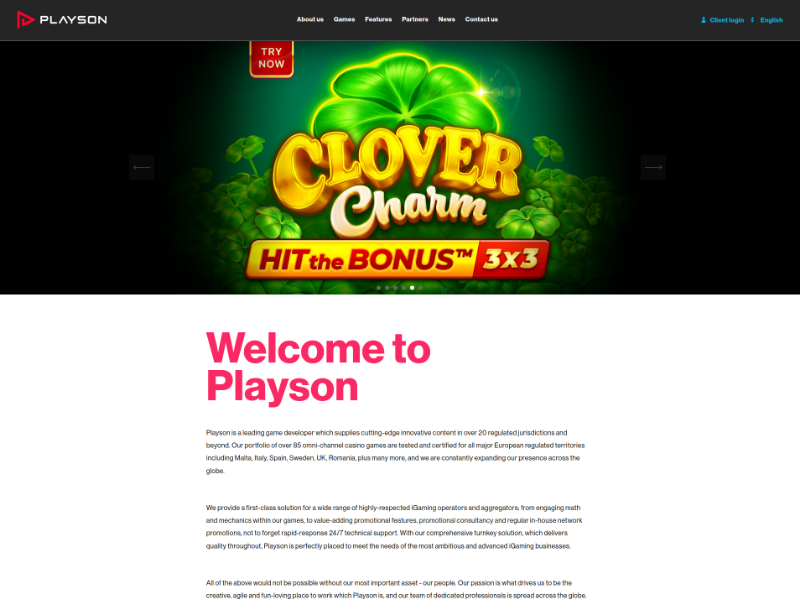 PLAYSON
About us Games Features Partners News Contact us
Client login English
TRY
NOW
CLOVER
Charm
HIT the BONUS™ 3x3
Welcome to
Playson
Playson is a leading game developer which supplies cutting-edge innovative content in over 20 regulated jurisdictions and
beyond. Our portfolio of over 85 omni-channel casino games are tested and certified for all major European regulated territories
including Malta, Italy, Spain, Sweden, UK, Romania, plus many more, and we are constantly expanding our presence across the
globe.
We provide a first-class solution for a wide range of highly-respected iGaming operators and aggregators; from engaging math
and mechanics within our games, to value-adding promotional features, promotional consultancy and regular in-house network
promotions, not to forget rapid-response 24/7 technical support. With our comprehensive turnkey solution, which delivers
quality throughout, Playson is perfectly placed to meet the needs of the most ambitious and advanced iGaming businesses.
All of the above would not be possible without our most important asset - our people. Our passion is what drives us to be the
creative, agile and fun-loving place to work which Playson is, and our team of dedicated professionals is spread across the globe.